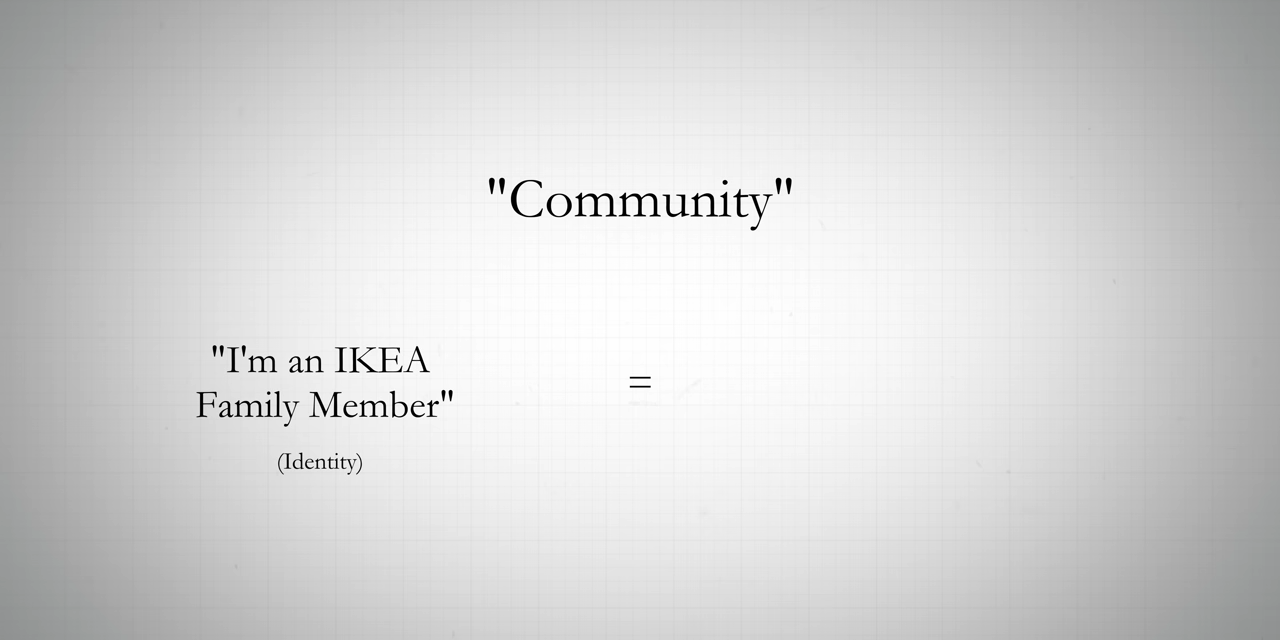 "Community"
"I'm an IKEA
Family Member"
(Identity)
=